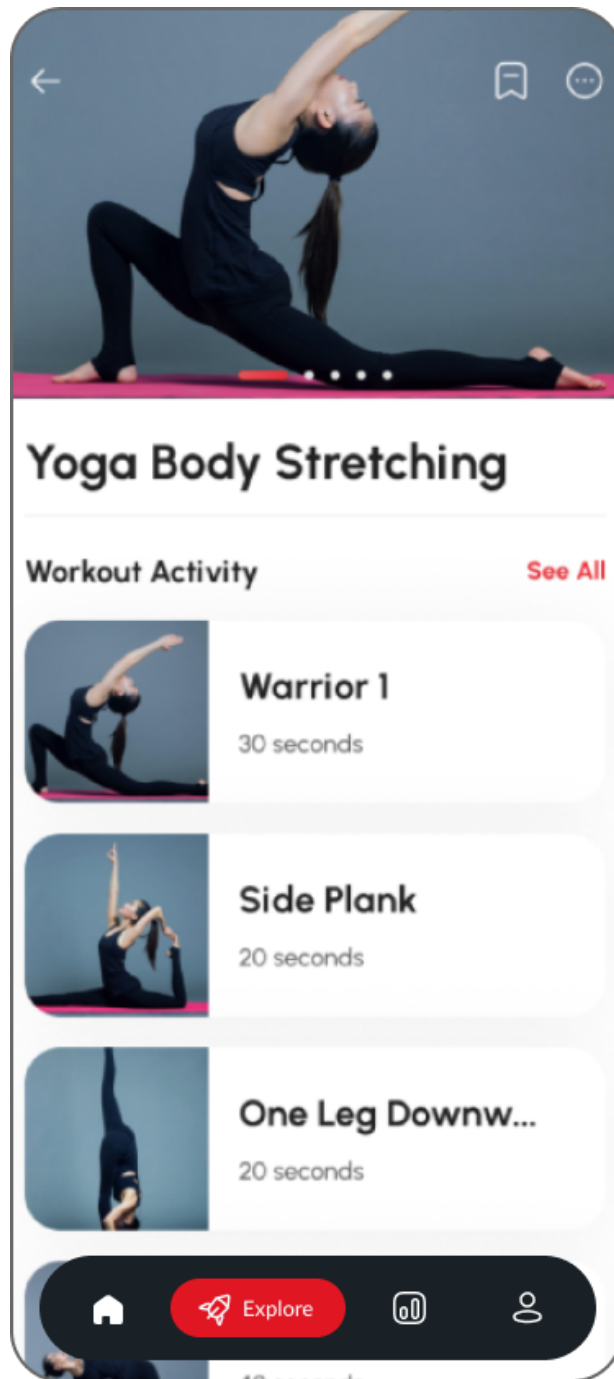 Yoga Body Stretching
Workout Activity
See All
Warrior 1
30 seconds
Side Plank
20 seconds
One Leg Downw...
20 seconds
Explore